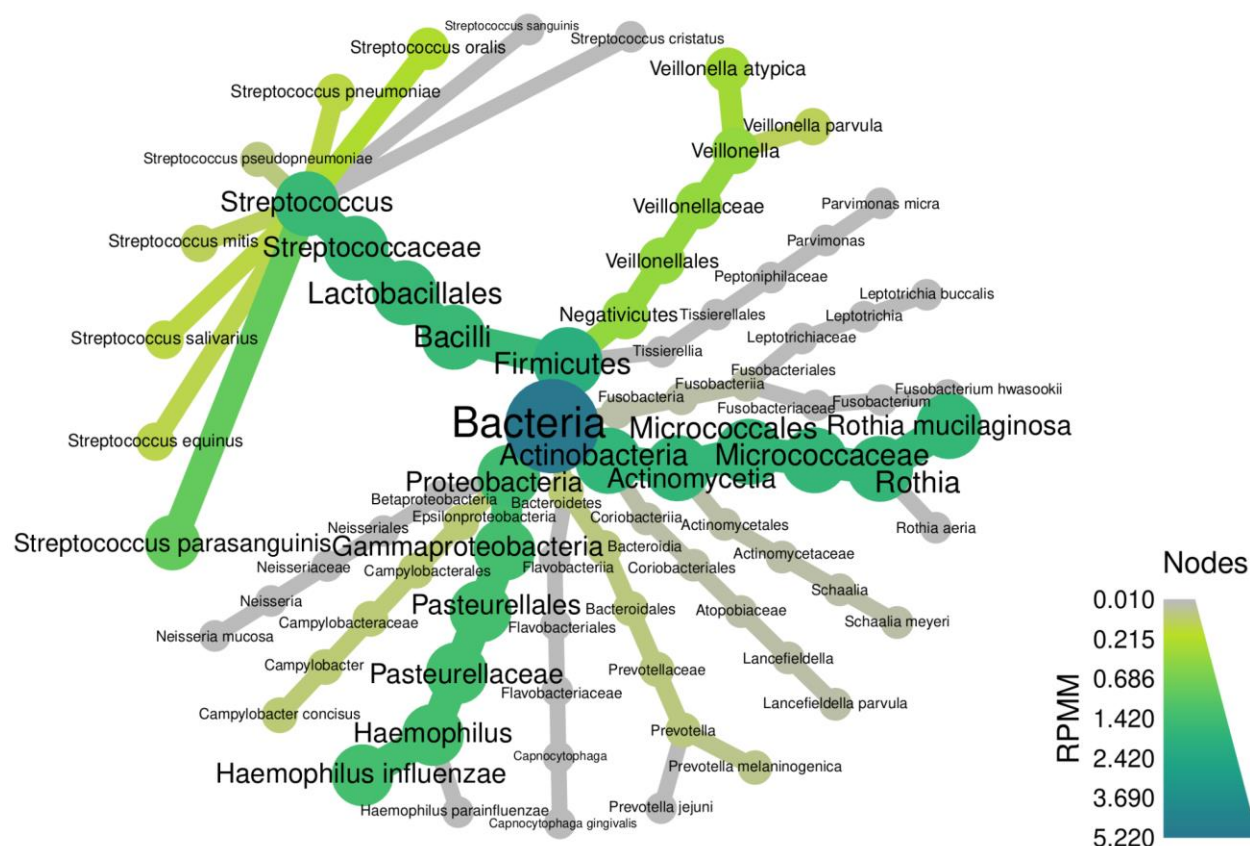 Streptococcus sanguinis
Streptococcus cristatus
Streptococcus oralis
Veillonella atypica
Streptococcus pneumoniae
Veillonella parvula
Veillonella
Streptococcus pseudopneumoniae
Streptococcus
Veillonellaceae
Parvimonas micra
Streptococcus mitis
Streptococcaceae
Parvimonas
Veillonellales
Peptoniphilaceae
Lactobacillales
Leptotrichia buccalis
Negativicutes
Tissierellales
Leptotrichia
Streptococcus salivarius
Bacilli
Leptotrichiaceae
Tissierellia
Firmicutes
Fusobacteriales
Fusobacteriia
Fusobacterium hwasookii
Fusobacteria
Fusobacterium
Fusobacteriaceae
Bacteria
Micrococcales
Rothia mucilaginosa
Streptococcus equinus
Actinobacteria
Micrococcaceae
Actinomycetia
Rothia
Proteobacteria
Betaproteobacteria
Bacteroidetes
Epsilonproteobacteria
Coriobacteriia
Actinomycetales
Rothia aeria
Neisseriales
Streptococcus parasanguinis
Gammaproteobacteria
Bacteroidia
Actinomycetaceae
Neisseriaceae
Campylobacterales
Flavobacteriia
Coriobacteriales
Schaalia
Neisseria
Pasteurellales
Bacteroidales
Atopobiaceae
Schaalia meyeri
Campylobacteraceae
Flavobacteriales
Neisseria mucosa
Lancefieldella
Campylobacter
Pasteurellaceae
Prevotellaceae
Flavobacteriaceae
Lancefieldella parvula
Campylobacter concisus
Haemophilus
Prevotella
Capnocytophaga
Haemophilus influenzae
Prevotella melaninogenica
Haemophilus parainfluenzae
Prevotella jejuni
Capnocytophaga gingivalis
Nodes
0.010
0.215
0.686
1.420
2.420
3.690
5.220
RPMM